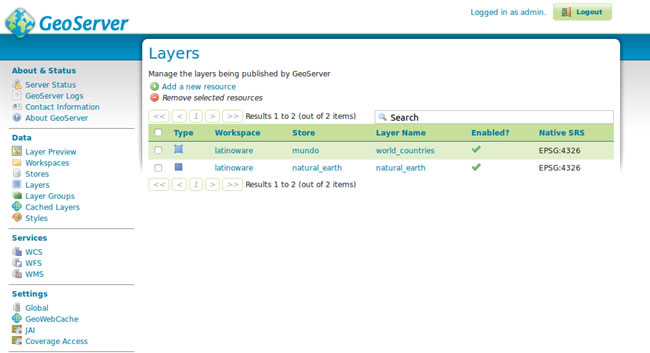 GeoServer
Logged in as admin.
Logout
About & Status
Server Status
GeoServer Logs
Contact Information
About GeoServer
Data
Layer Preview
Workspaces
Stores
Layers
Layer Groups
Cached Layers
Styles
Services
WCS
WFS
WMS
Settings
Global
GeoWebCache
JAI
Coverage Access
Layers
Manage the layers being published by GeoServer
Add a new resource
Remove selected resources
<< < 1 > >> Results 1 to 2 (out of 2 items)
Search
Type Workspace Store Layer Name Enabled? Native SRS
latinoware mundo world_countries EPSG:4326
latinoware natural_earth natural_earth EPSG:4326
<< < 1 > >> Results 1 to 2 (out of 2 items)